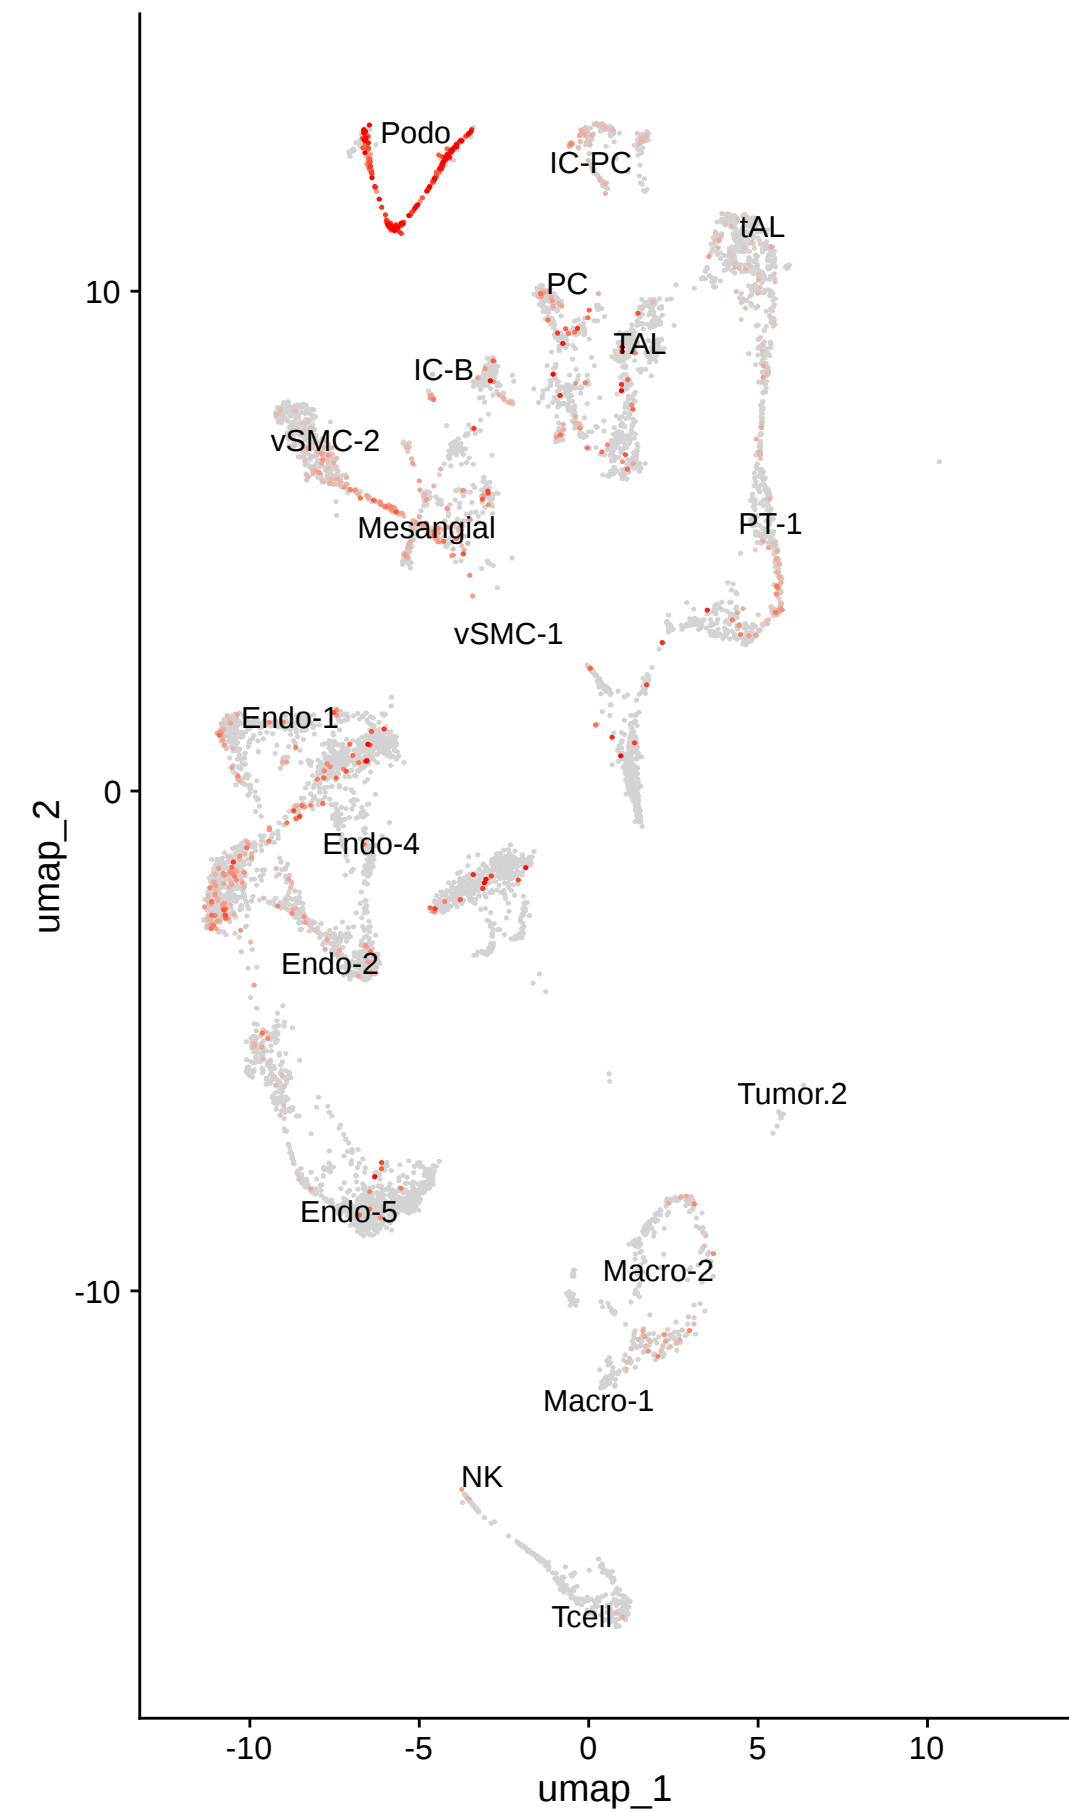 Podo
IC-PC
tAL
10
PC
TAL
IC-B
vSMC-2
Mesangial
PT-1
vSMC-1
Endo-1
0
umap_2
Endo-4
Endo-2
Tumor.2
Endo-5
Macro-2
-10
Macro-1
NK
Tcell
-10 -5 0 5 10
umap_1